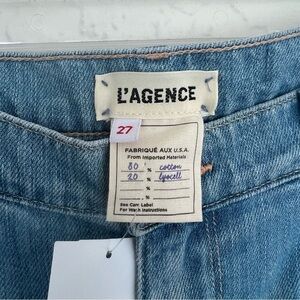 L'AGENCE
27
FABRIQUÉ AUX U.S.A.
From Imported Materials
80 % cotton
20 % lyocell
%
%
See Care Label
For Wash Instructions